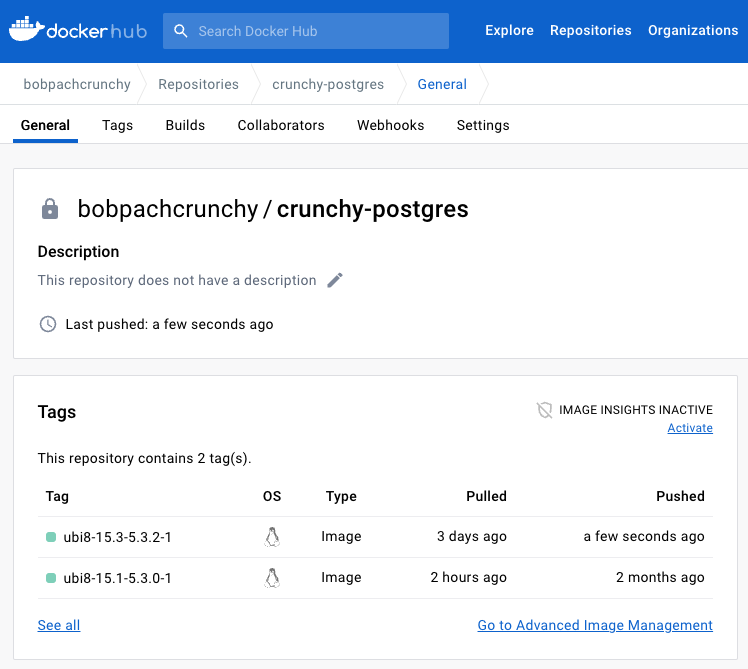 dockerhub Search Docker Hub Explore Repositories Organizations
bobpachcrunchy Repositories crunchy-postgres General
General Tags Builds Collaborators Webhooks Settings
bobpachcrunchy / crunchy-postgres
Description
This repository does not have a description
Last pushed: a few seconds ago
Tags IMAGE INSIGHTS INACTIVE
Activate
This repository contains 2 tag(s).
Tag OS Type Pulled Pushed
ubi8-15.3-5.3.2-1 Image 3 days ago a few seconds ago
ubi8-15.1-5.3.0-1 Image 2 hours ago 2 months ago
See all Go to Advanced Image Management